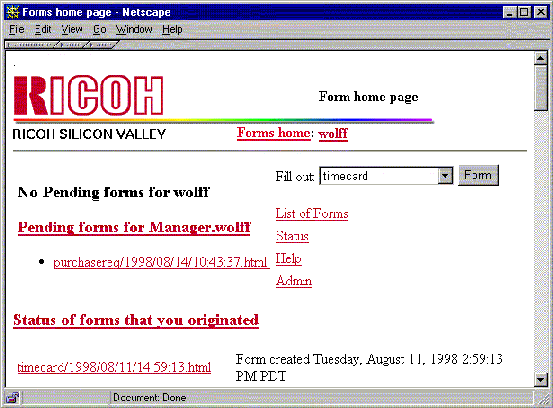 Forms home page - Netscape
File Edit View Go Window Help
RICOH
Form home page
RICOH SILICON VALLEY
Forms home: wolff
Fill out: timecard Form
No Pending forms for wolff
List of Forms
Pending forms for Manager.wolff
Status
purchasereq/1998/08/14/10:43:37.html
Help
Admin
Status of forms that you originated
timecard/1998/08/11/14:59:13.html
Form created Tuesday, August 11, 1998 2:59:13
PM PDT
Document: Done